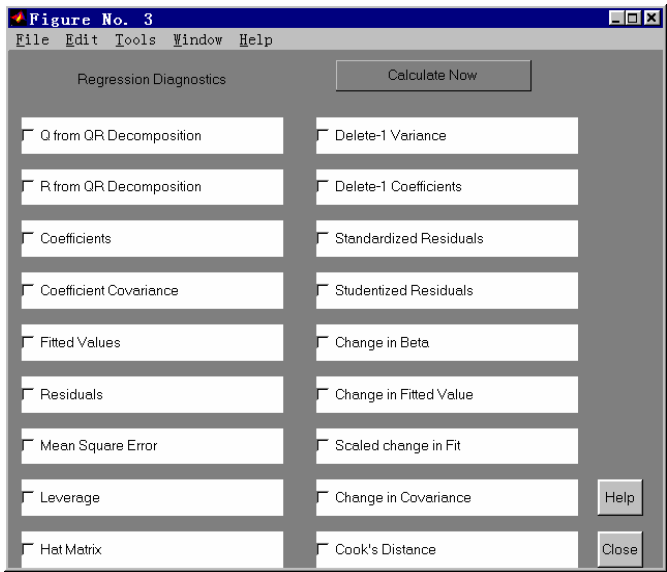 Figure No. 3
File Edit Tools Window Help
Regression Diagnostics
Calculate Now
Q from QR Decomposition
Delete-1 Variance
R from QR Decomposition
Delete-1 Coefficients
Coefficients
Standardized Residuals
Coefficient Covariance
Studentized Residuals
Fitted Values
Change in Beta
Residuals
Change in Fitted Value
Mean Square Error
Scaled change in Fit
Leverage
Change in Covariance
Help
Hat Matrix
Cook's Distance
Close